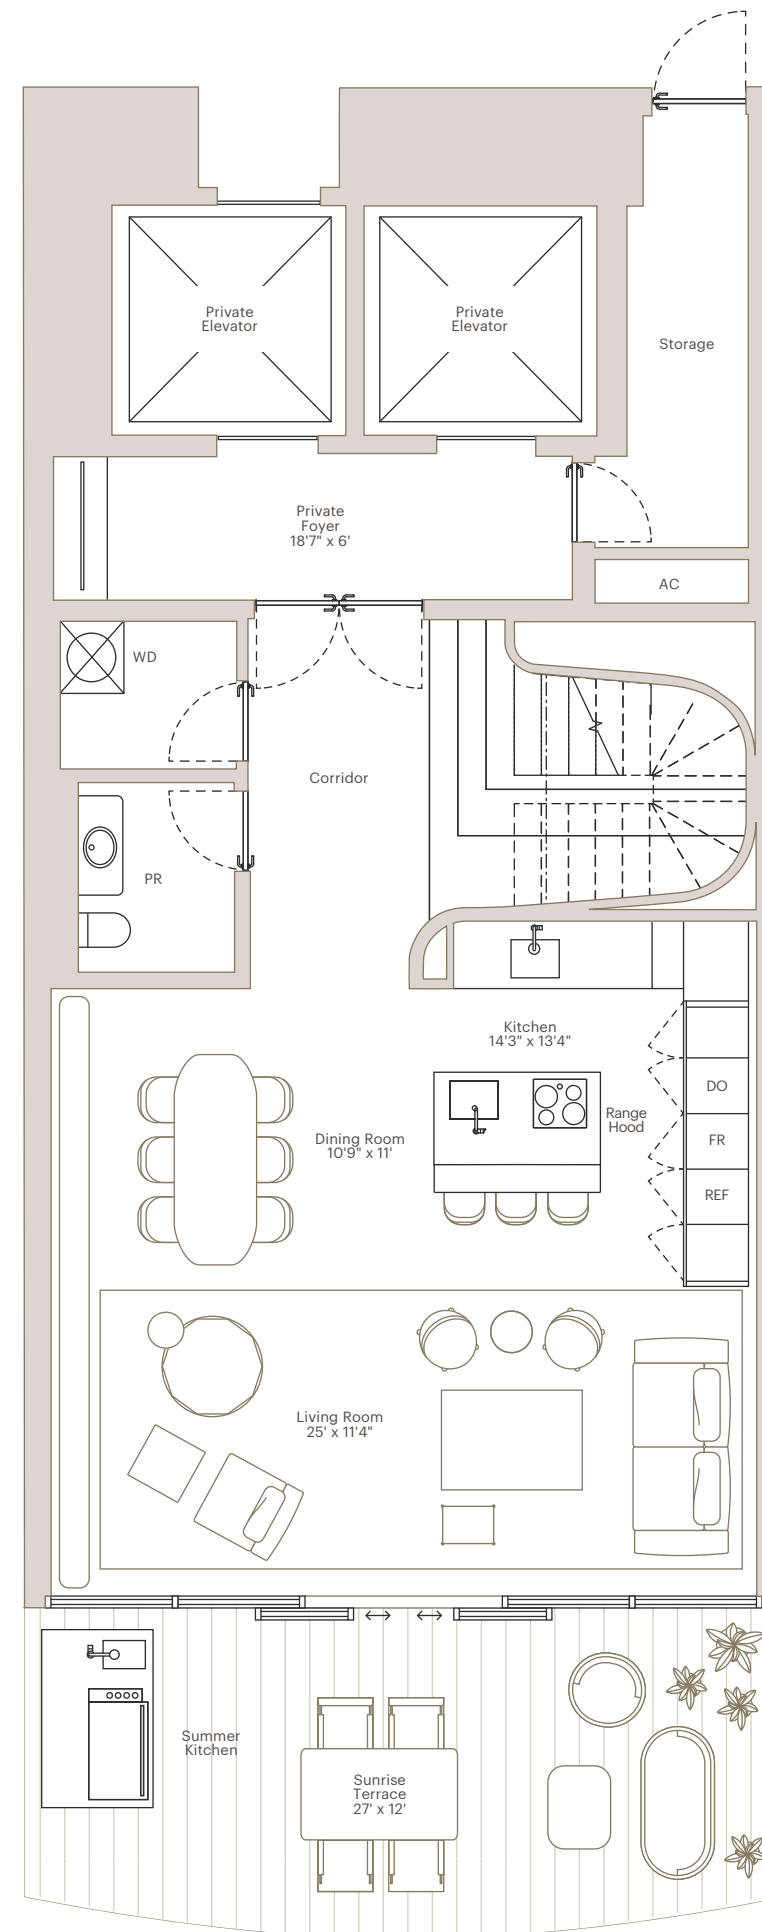 Private
Elevator
Private
Elevator
Storage
Private
Foyer
18'7" x 6'
AC
WD
Corridor
PR
Kitchen
14'3" x 13'4"
DO
Range
Hood
FR
Dining Room
10'9" x 11'
REF
Living Room
25' x 11'4"
Summer
Kitchen
Sunrise
Terrace
27' x 12'